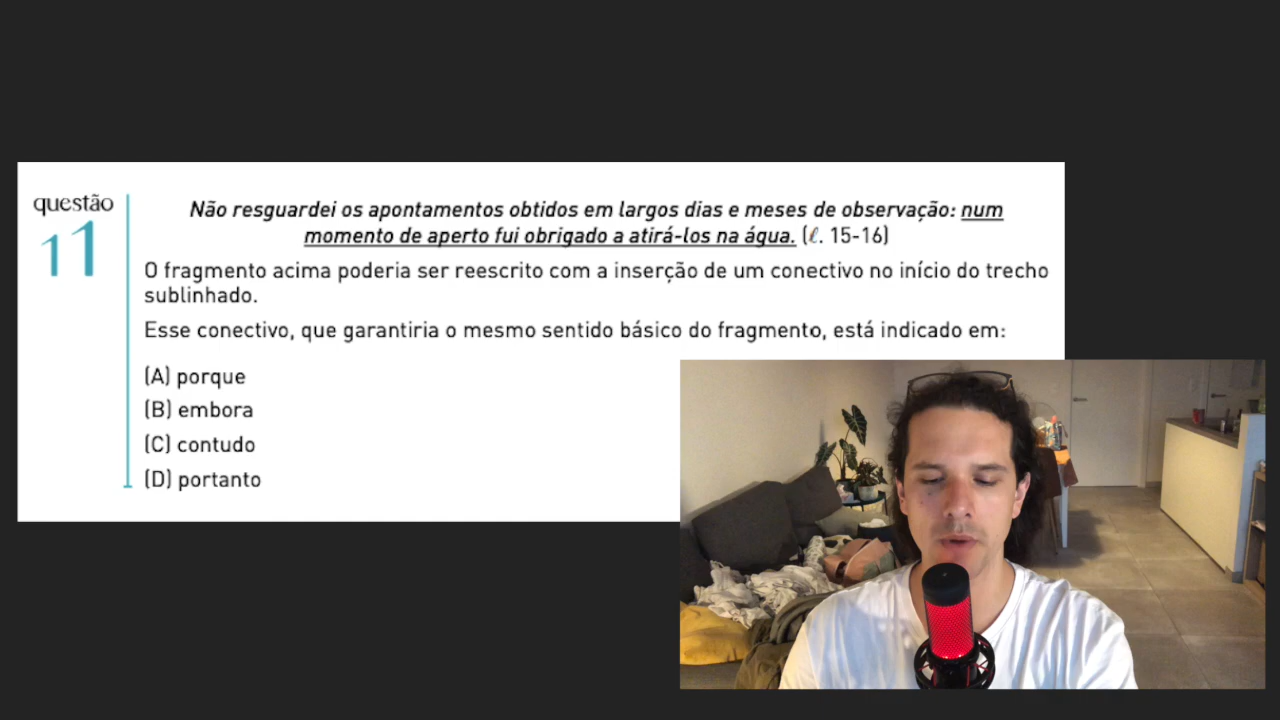 questão
11
Não resguardei os apontamentos obtidos em largos dias e meses de observação: num
momento de aperto fui obrigado a atirá-los na água. (ℓ. 15-16)
O fragmento acima poderia ser reescrito com a inserção de um conectivo no início do trecho
sublinhado.
Esse conectivo, que garantiria o mesmo sentido básico do fragmento, está indicado em:
(A) porque
(B) embora
(C) contudo
(D) portanto